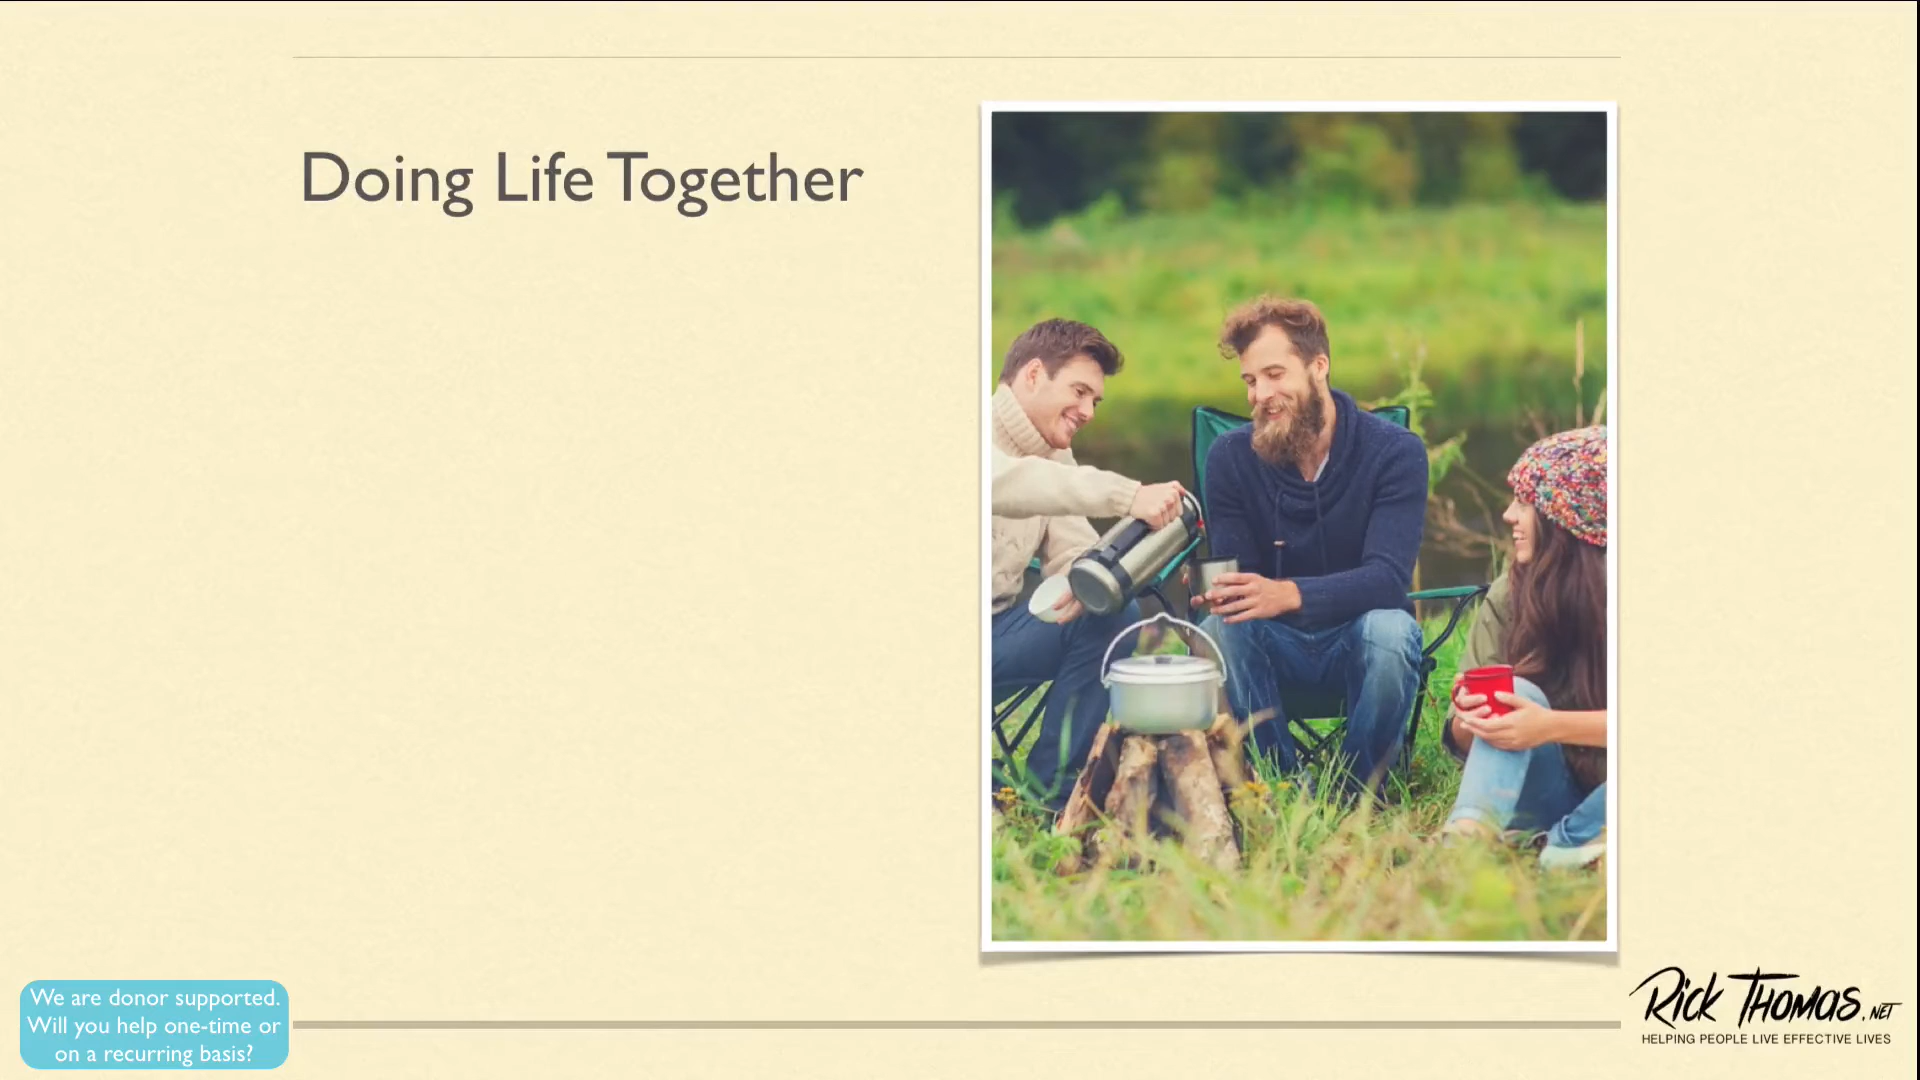 Doing Life Together
We are donor supported.
Will you help one-time or
on a recurring basis?
RICK THOMAS.NET
HELPING PEOPLE LIVE EFFECTIVE LIVES